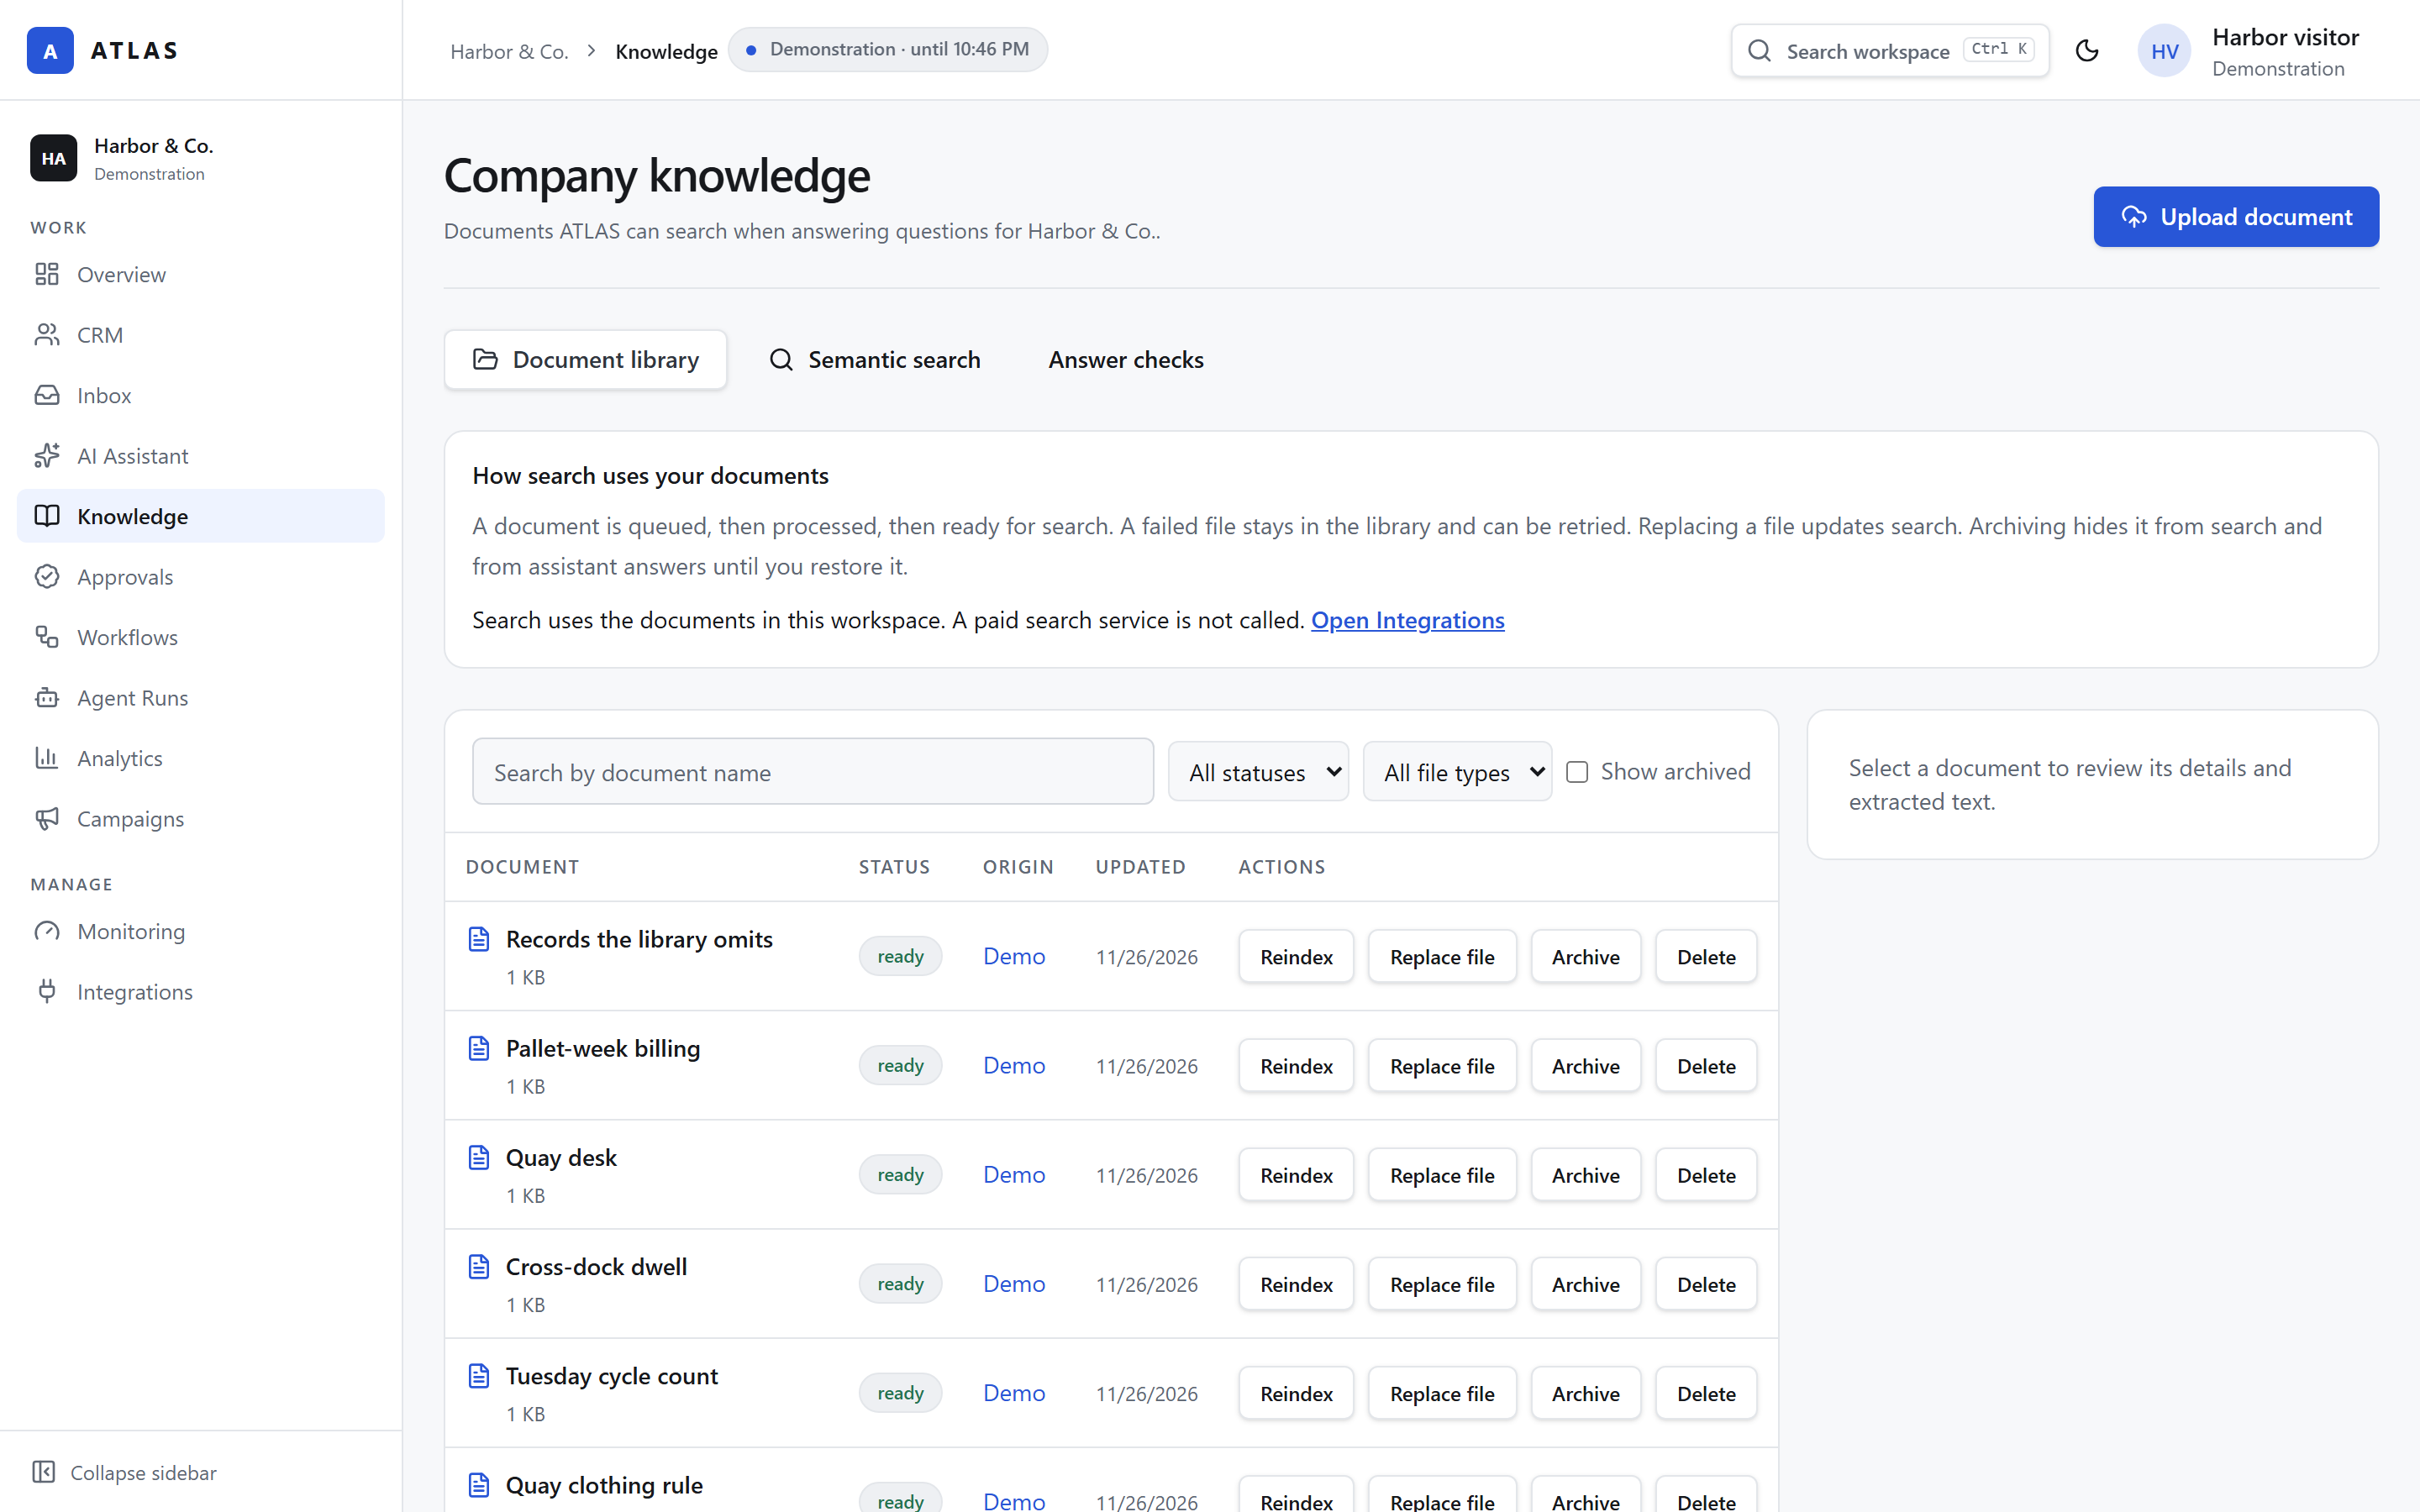 A ATLAS
Harbor & Co. > Knowledge Demonstration · until 10:46 PM
Search workspace Ctrl K
HV Harbor visitor
Demonstration
HA Harbor & Co.
Demonstration
WORK
Overview
CRM
Inbox
AI Assistant
Knowledge
Approvals
Workflows
Agent Runs
Analytics
Campaigns
MANAGE
Monitoring
Integrations
Collapse sidebar
Company knowledge
Documents ATLAS can search when answering questions for Harbor & Co..
Upload document
Document library Semantic search Answer checks
How search uses your documents
A document is queued, then processed, then ready for search. A failed file stays in the library and can be retried. Replacing a file updates search. Archiving hides it from search and
from assistant answers until you restore it.
Search uses the documents in this workspace. A paid search service is not called. Open Integrations
Search by document name All statuses All file types Show archived
DOCUMENT STATUS ORIGIN UPDATED ACTIONS
Records the library omits
1 KB
ready Demo 11/26/2026 Reindex Replace file Archive Delete
Pallet-week billing
1 KB
ready Demo 11/26/2026 Reindex Replace file Archive Delete
Quay desk
1 KB
ready Demo 11/26/2026 Reindex Replace file Archive Delete
Cross-dock dwell
1 KB
ready Demo 11/26/2026 Reindex Replace file Archive Delete
Tuesday cycle count
1 KB
ready Demo 11/26/2026 Reindex Replace file Archive Delete
Quay clothing rule
ready Demo 11/26/2026 Reindex Replace file Archive Delete
Select a document to review its details and
extracted text.